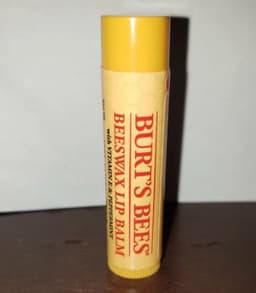 BURT'S BEES
BEESWAX LIP BALM
with VITAMIN E & PEPPERMINT